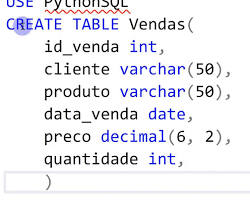 USE PythonSQL
CREATE TABLE Vendas(
id_venda int,
cliente varchar(50),
produto varchar(50),
data_venda date,
preco decimal(6, 2),
quantidade int,
)